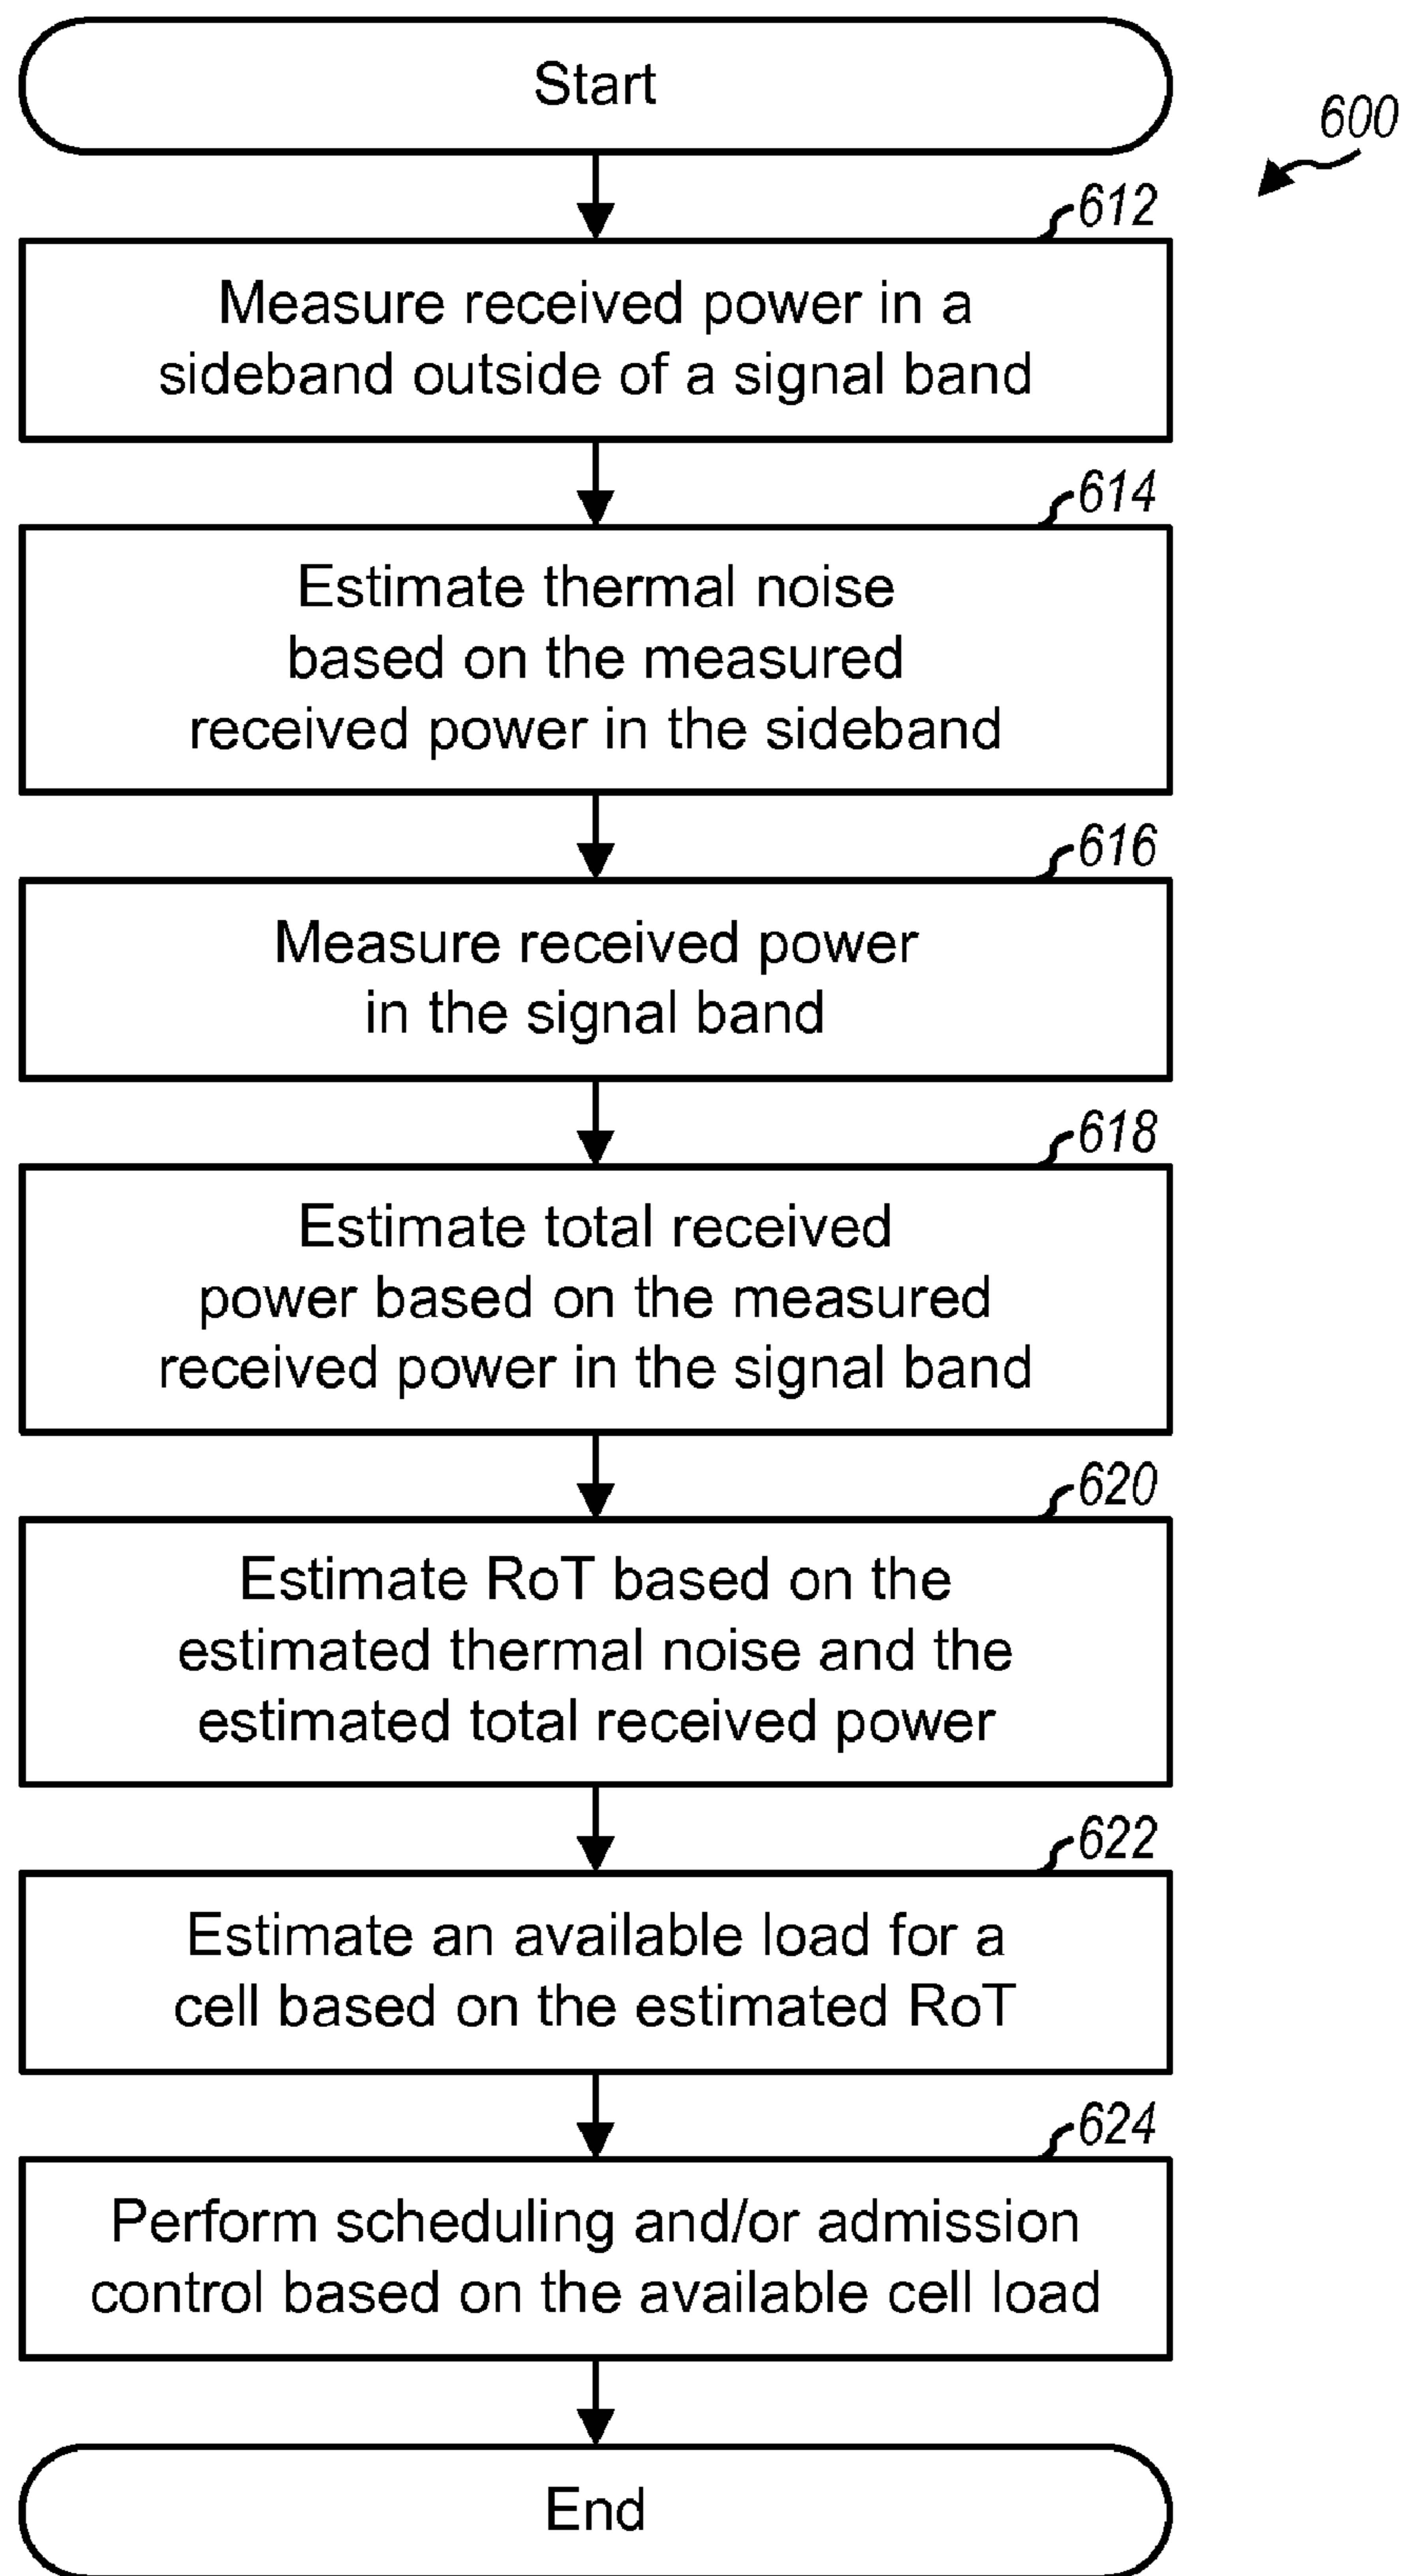 Start
600
612
Measure received power in a
sideband outside of a signal band
614
Estimate thermal noise
based on the measured
received power in the sideband
616
Measure received power
in the signal band
618
Estimate total received
power based on the measured
received power in the signal band
620
Estimate RoT based on the
estimated thermal noise and the
estimated total received power
622
Estimate an available load for a
cell based on the estimated RoT
624
Perform scheduling and/or admission
control based on the available cell load
End